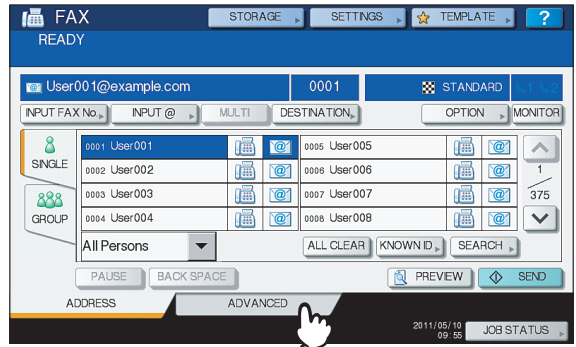 FAX STORAGE SETTINGS TEMPLATE ?
READY
User001@example.com 0001 STANDARD 1 2
INPUT FAX No. INPUT @ MULTI DESTINATION OPTION MONITOR
SINGLE
GROUP
0001 User001 @
0002 User002 @
0003 User003 @
0004 User004 @
0005 User005 @
0006 User006 @
0007 User007 @
0008 User008 @
1
375
All Persons ALL CLEAR KNOWN ID SEARCH
PAUSE BACK SPACE PREVIEW SEND
ADDRESS ADVANCED
2011/05/10
09:55 JOB STATUS